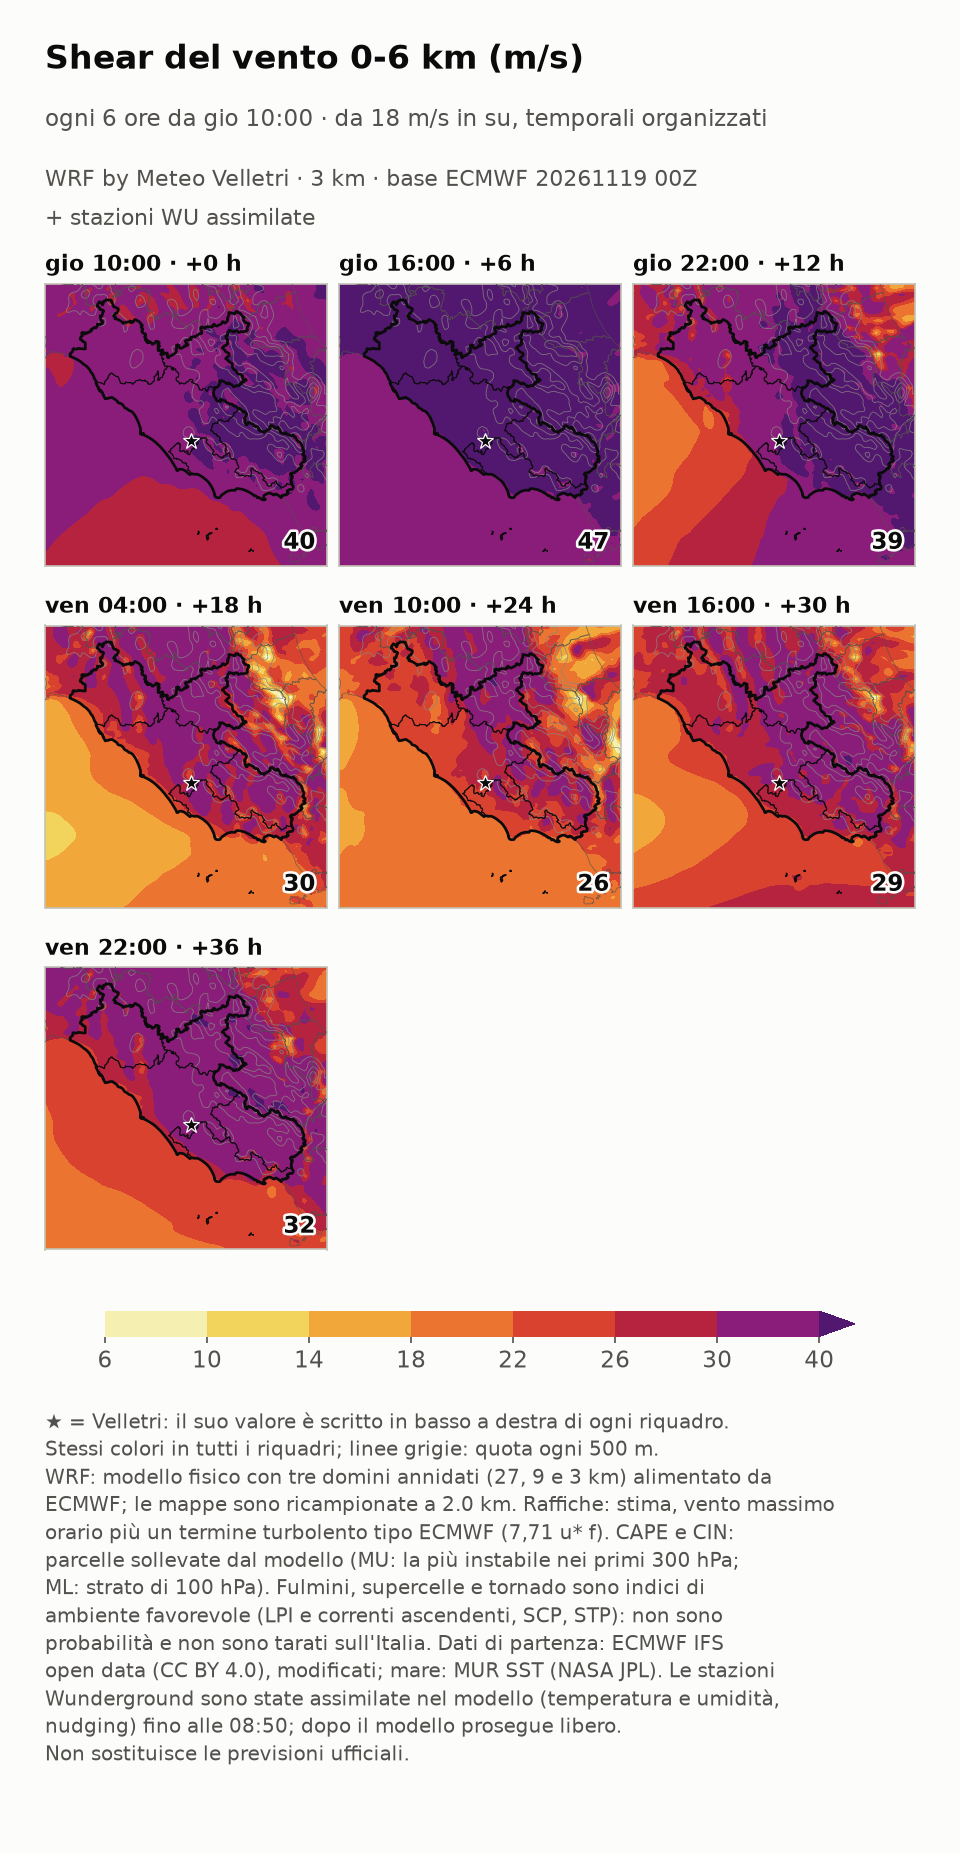 Shear del vento 0-6 km (m/s)
ogni 6 ore da gio 10:00 · da 18 m/s in su, temporali organizzati
WRF by Meteo Velletri · 3 km · base ECMWF 20261119 00Z
+ stazioni WU assimilate
gio 10:00 · +0 h
gio 16:00 · +6 h
gio 22:00 · +12 h
40
47
39
ven 04:00 · +18 h
ven 10:00 · +24 h
ven 16:00 · +30 h
30
26
29
ven 22:00 · +36 h
32
6 10 14 18 22 26 30 40
★ = Velletri: il suo valore è scritto in basso a destra di ogni riquadro.
Stessi colori in tutti i riquadri; linee grigie: quota ogni 500 m.
WRF: modello fisico con tre domini annidati (27, 9 e 3 km) alimentato da
ECMWF; le mappe sono ricampionate a 2.0 km. Raffiche: stima, vento massimo
orario più un termine turbolento tipo ECMWF (7,71 u* f). CAPE e CIN:
parcelle sollevate dal modello (MU: la più instabile nei primi 300 hPa;
ML: strato di 100 hPa). Fulmini, supercelle e tornado sono indici di
ambiente favorevole (LPI e correnti ascendenti, SCP, STP): non sono
probabilità e non sono tarati sull'Italia. Dati di partenza: ECMWF IFS
open data (CC BY 4.0), modificati; mare: MUR SST (NASA JPL). Le stazioni
Wunderground sono state assimilate nel modello (temperatura e umidità,
nudging) fino alle 08:50; dopo il modello prosegue libero.
Non sostituisce le previsioni ufficiali.